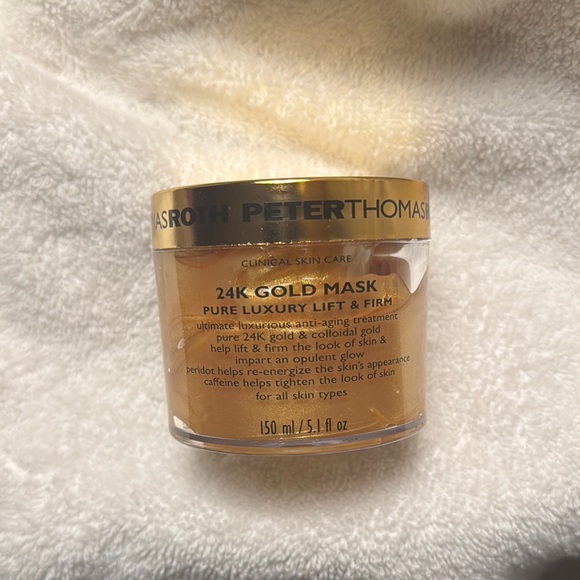 ASROTH PETERTHOMAS
CLINICAL SKIN CARE
24K GOLD MASK
PURE LUXURY LIFT & FIRM
ultimate luxurious anti-aging treatment
pure 24K gold & colloidal gold
help lift & firm the look of skin &
impart an opulent glow
peridot helps re-energize the skin's appearance
caffeine helps tighten the look of skin
for all skin types
150 ml / 5.1 fl oz